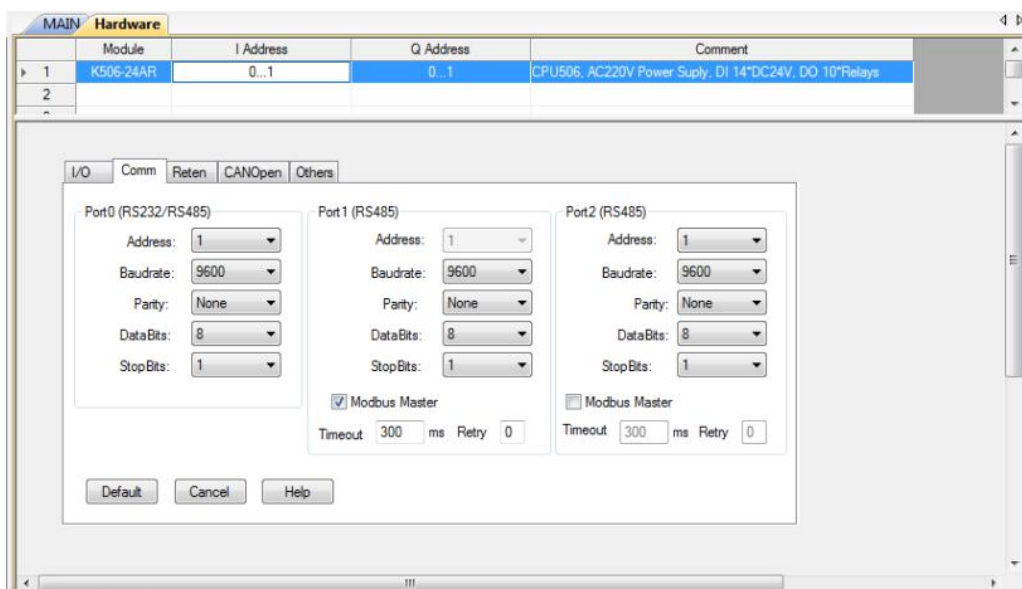 MAIN Hardware
Module I Address Q Address Comment
1 K506-24AR 0...1 0...1 CPU506, AC220V Power Suply, DI 14*DC24V, DO 10*Relays
2
I/O Comm Reten CANOpen Others
Port0 (RS232/RS485) Port1 (RS485) Port2 (RS485)
Address: 1 Address: 1 Address: 1
Baudrate: 9600 Baudrate: 9600 Baudrate: 9600
Parity: None Parity: None Parity: None
DataBits: 8 DataBits: 8 DataBits: 8
StopBits: 1 StopBits: 1 StopBits: 1
Modbus Master Modbus Master
Timeout 300 ms Retry 0 Timeout 300 ms Retry 0
Default Cancel Help